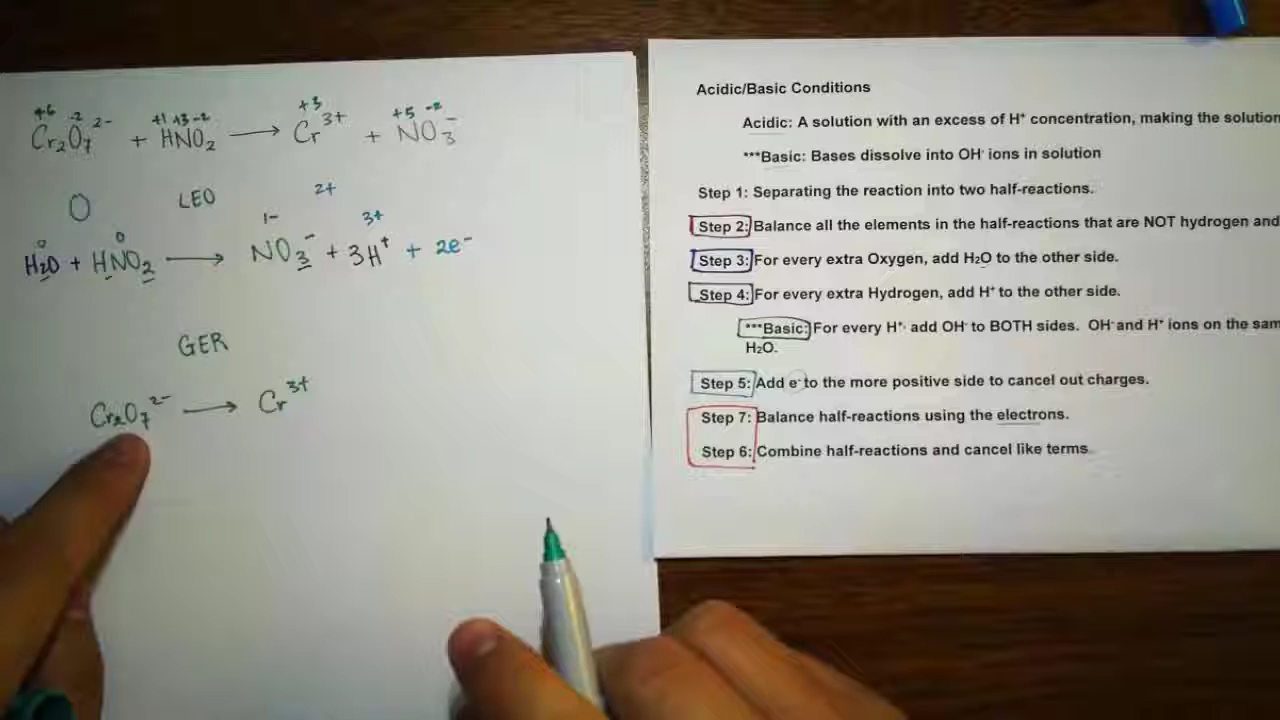 +6 -2 +1 +3 -2 +3 +5 -2
Cr₂O₇²⁻ + HNO₂ → Cr³⁺ + NO₃⁻
O LEO 2+
0 0 1- 3+
H₂O + HNO₂ → NO₃⁻ + 3H⁺ + 2e⁻
GER
Cr₂O₇²⁻ → Cr³⁺
Acidic/Basic Conditions
Acidic: A solution with an excess of H⁺ concentration, making the solution
***Basic: Bases dissolve into OH⁻ ions in solution
Step 1: Separating the reaction into two half-reactions.
Step 2: Balance all the elements in the half-reactions that are NOT hydrogen and
Step 3: For every extra Oxygen, add H₂O to the other side.
Step 4: For every extra Hydrogen, add H⁺ to the other side.
***Basic: For every H⁺, add OH⁻ to BOTH sides. OH⁻ and H⁺ ions on the sam
H₂O.
Step 5: Add e⁻ to the more positive side to cancel out charges.
Step 7: Balance half-reactions using the electrons.
Step 6: Combine half-reactions and cancel like terms